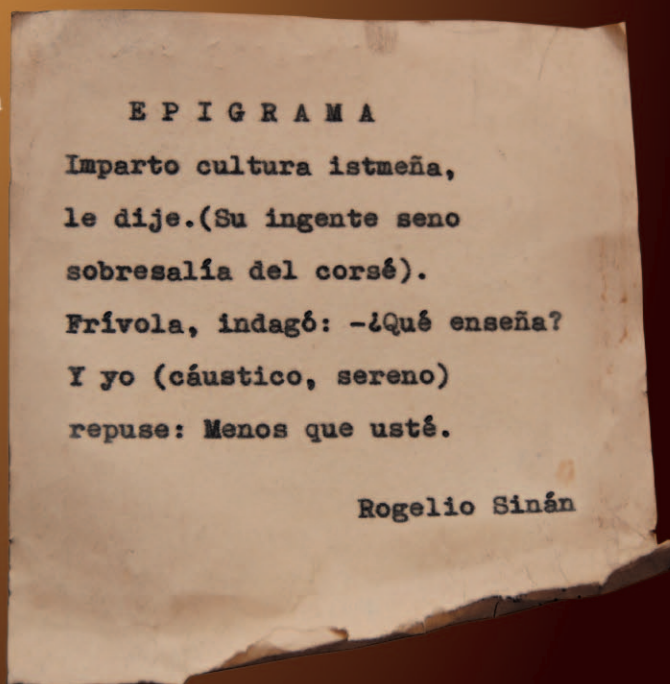 EPIGRAMA
Imparto cultura istmeña,
le dije.(Su ingente seno
sobresalía del corsé).
Frívola, indagó: -¿Qué enseña?
Y yo (cáustico, sereno)
repuse: Menos que usté.
Rogelio Sinán